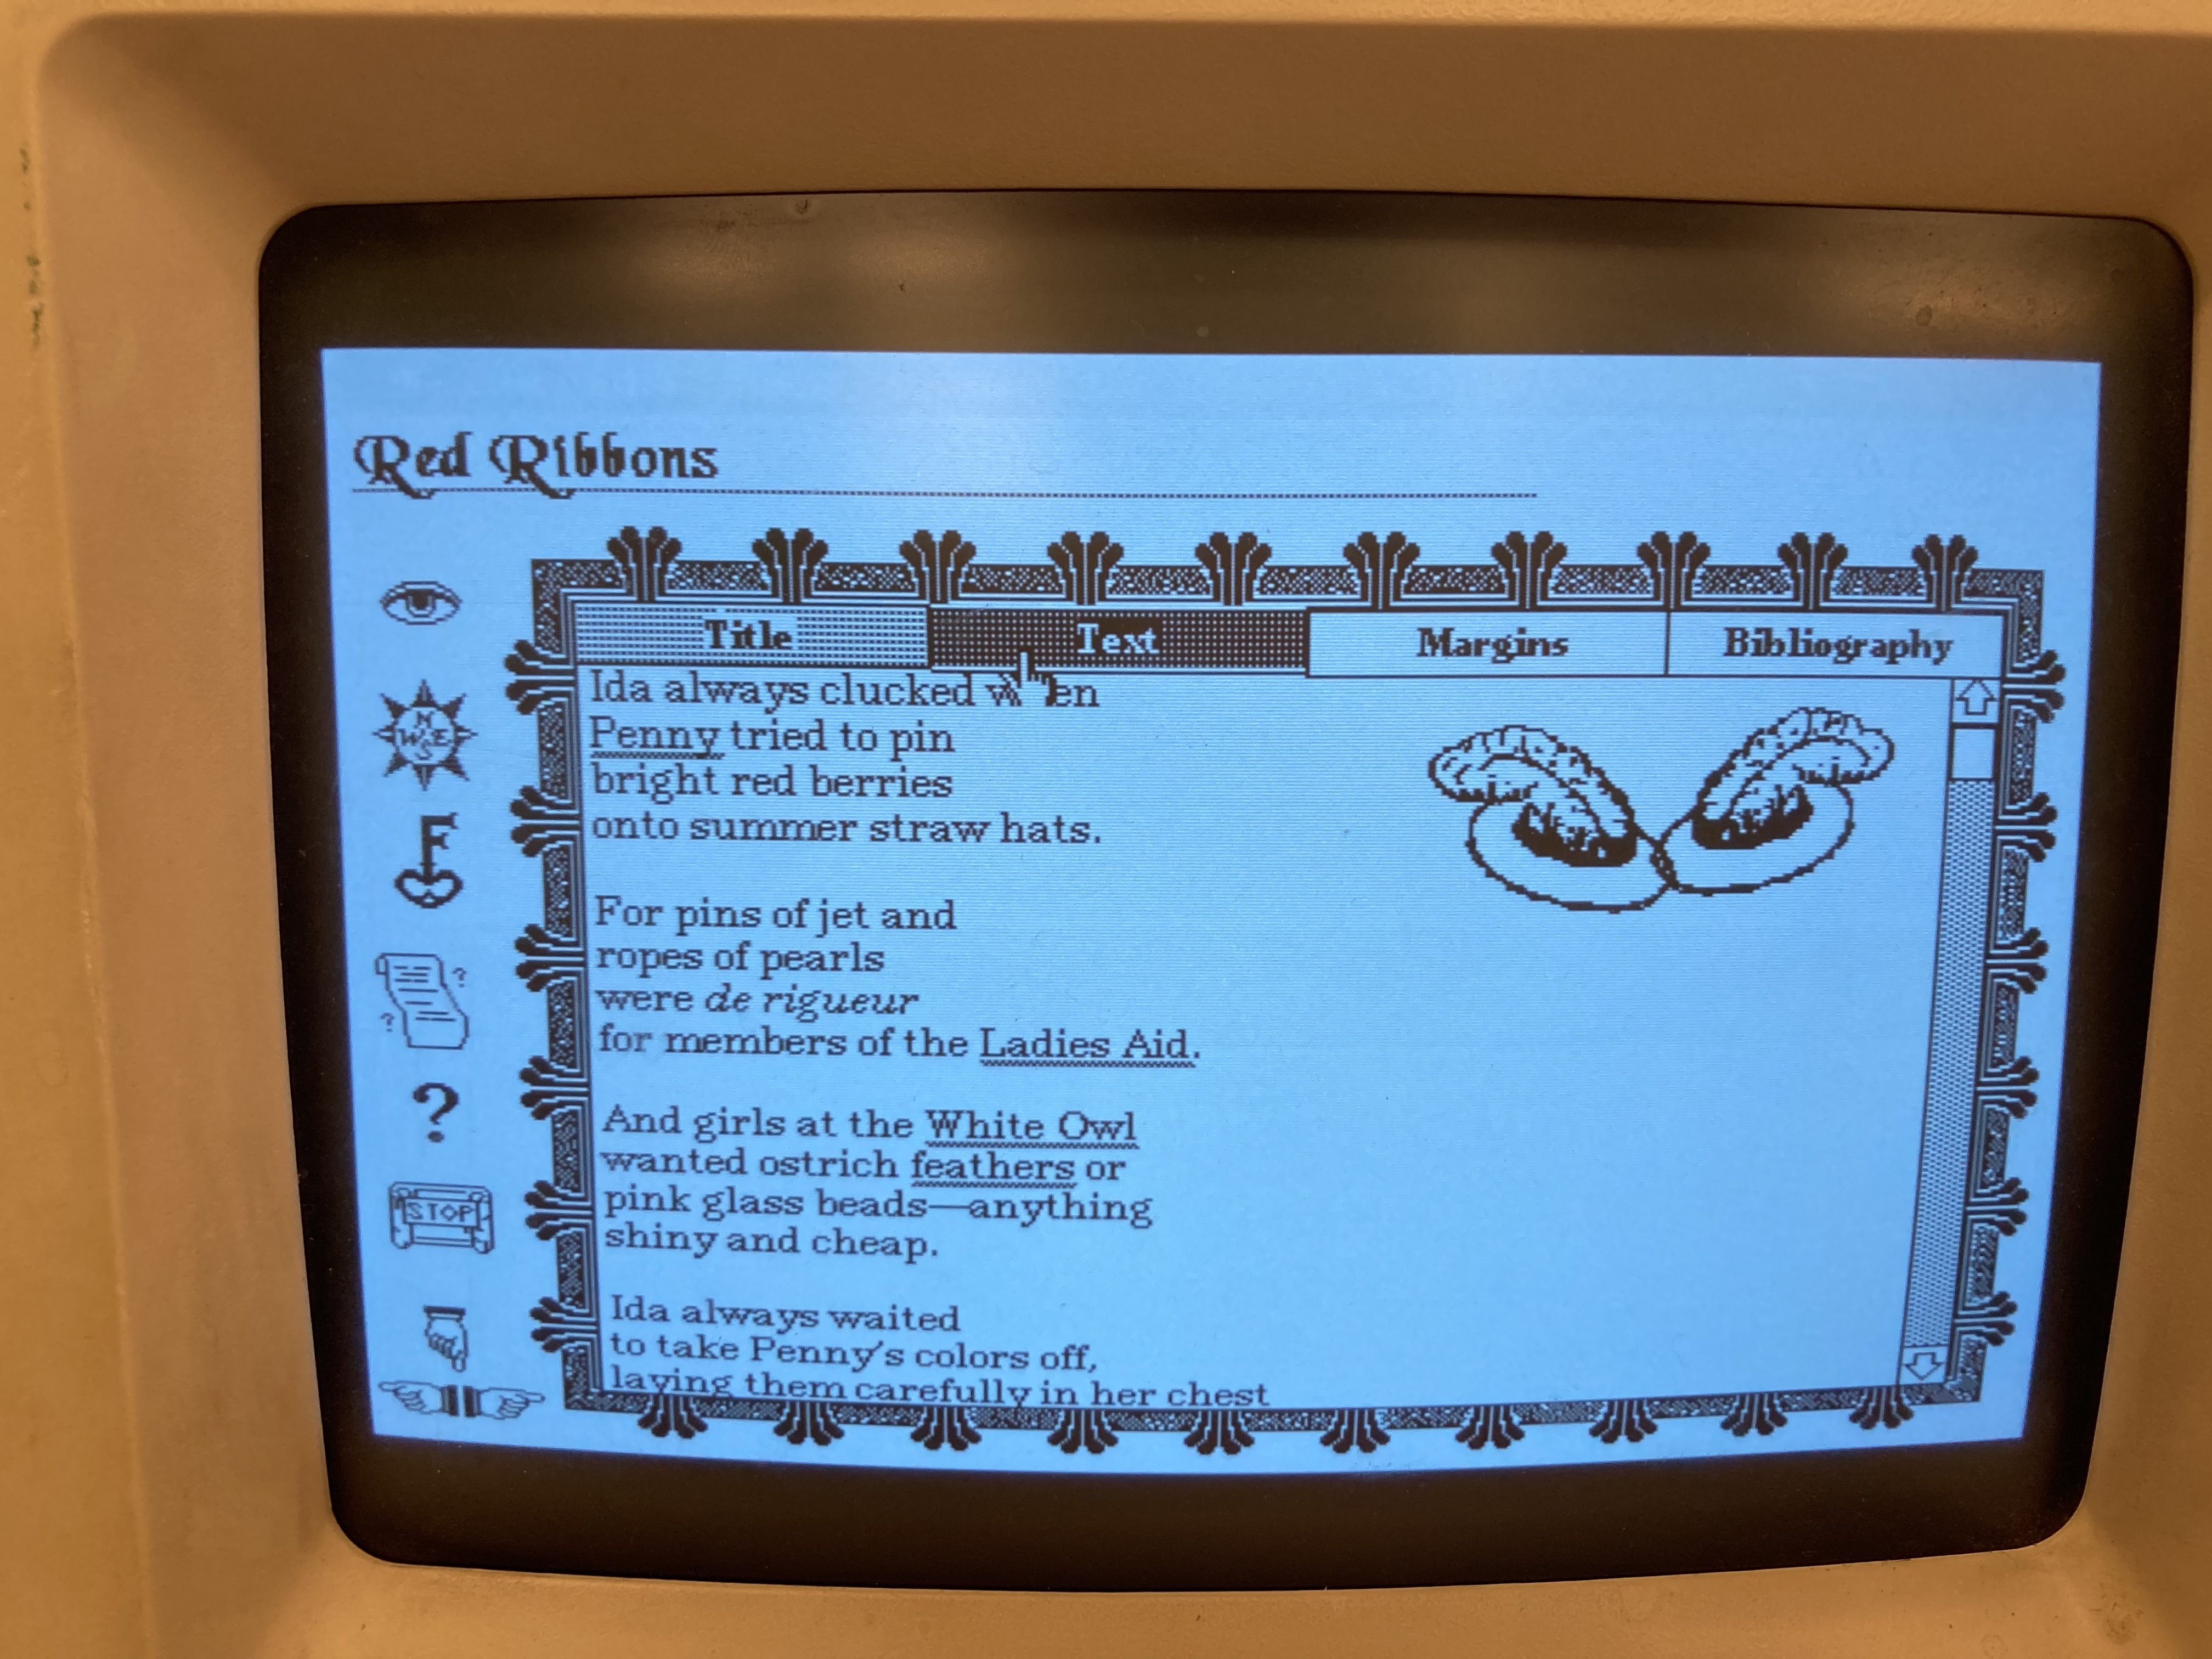 Red Ribbons
N
W E
S
Title Text Margins Bibliography
Ida always clucked w en
Penny tried to pin
bright red berries
onto summer straw hats.
For pins of jet and
ropes of pearls
were de rigueur
for members of the Ladies Aid.
And girls at the White Owl
wanted ostrich feathers or
pink glass beads—anything
shiny and cheap.
Ida always waited
to take Penny's colors off,
laying them carefully in her chest
?
?
?
STOP